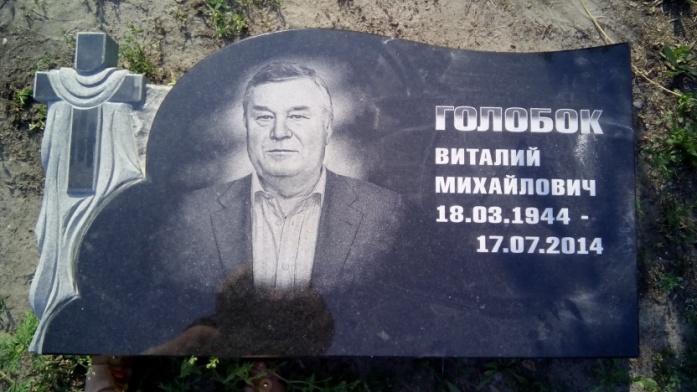 ГОЛОБОК
ВИТАЛИЙ
МИХАЙЛОВИЧ
18.03.1944 -
17.07.2014